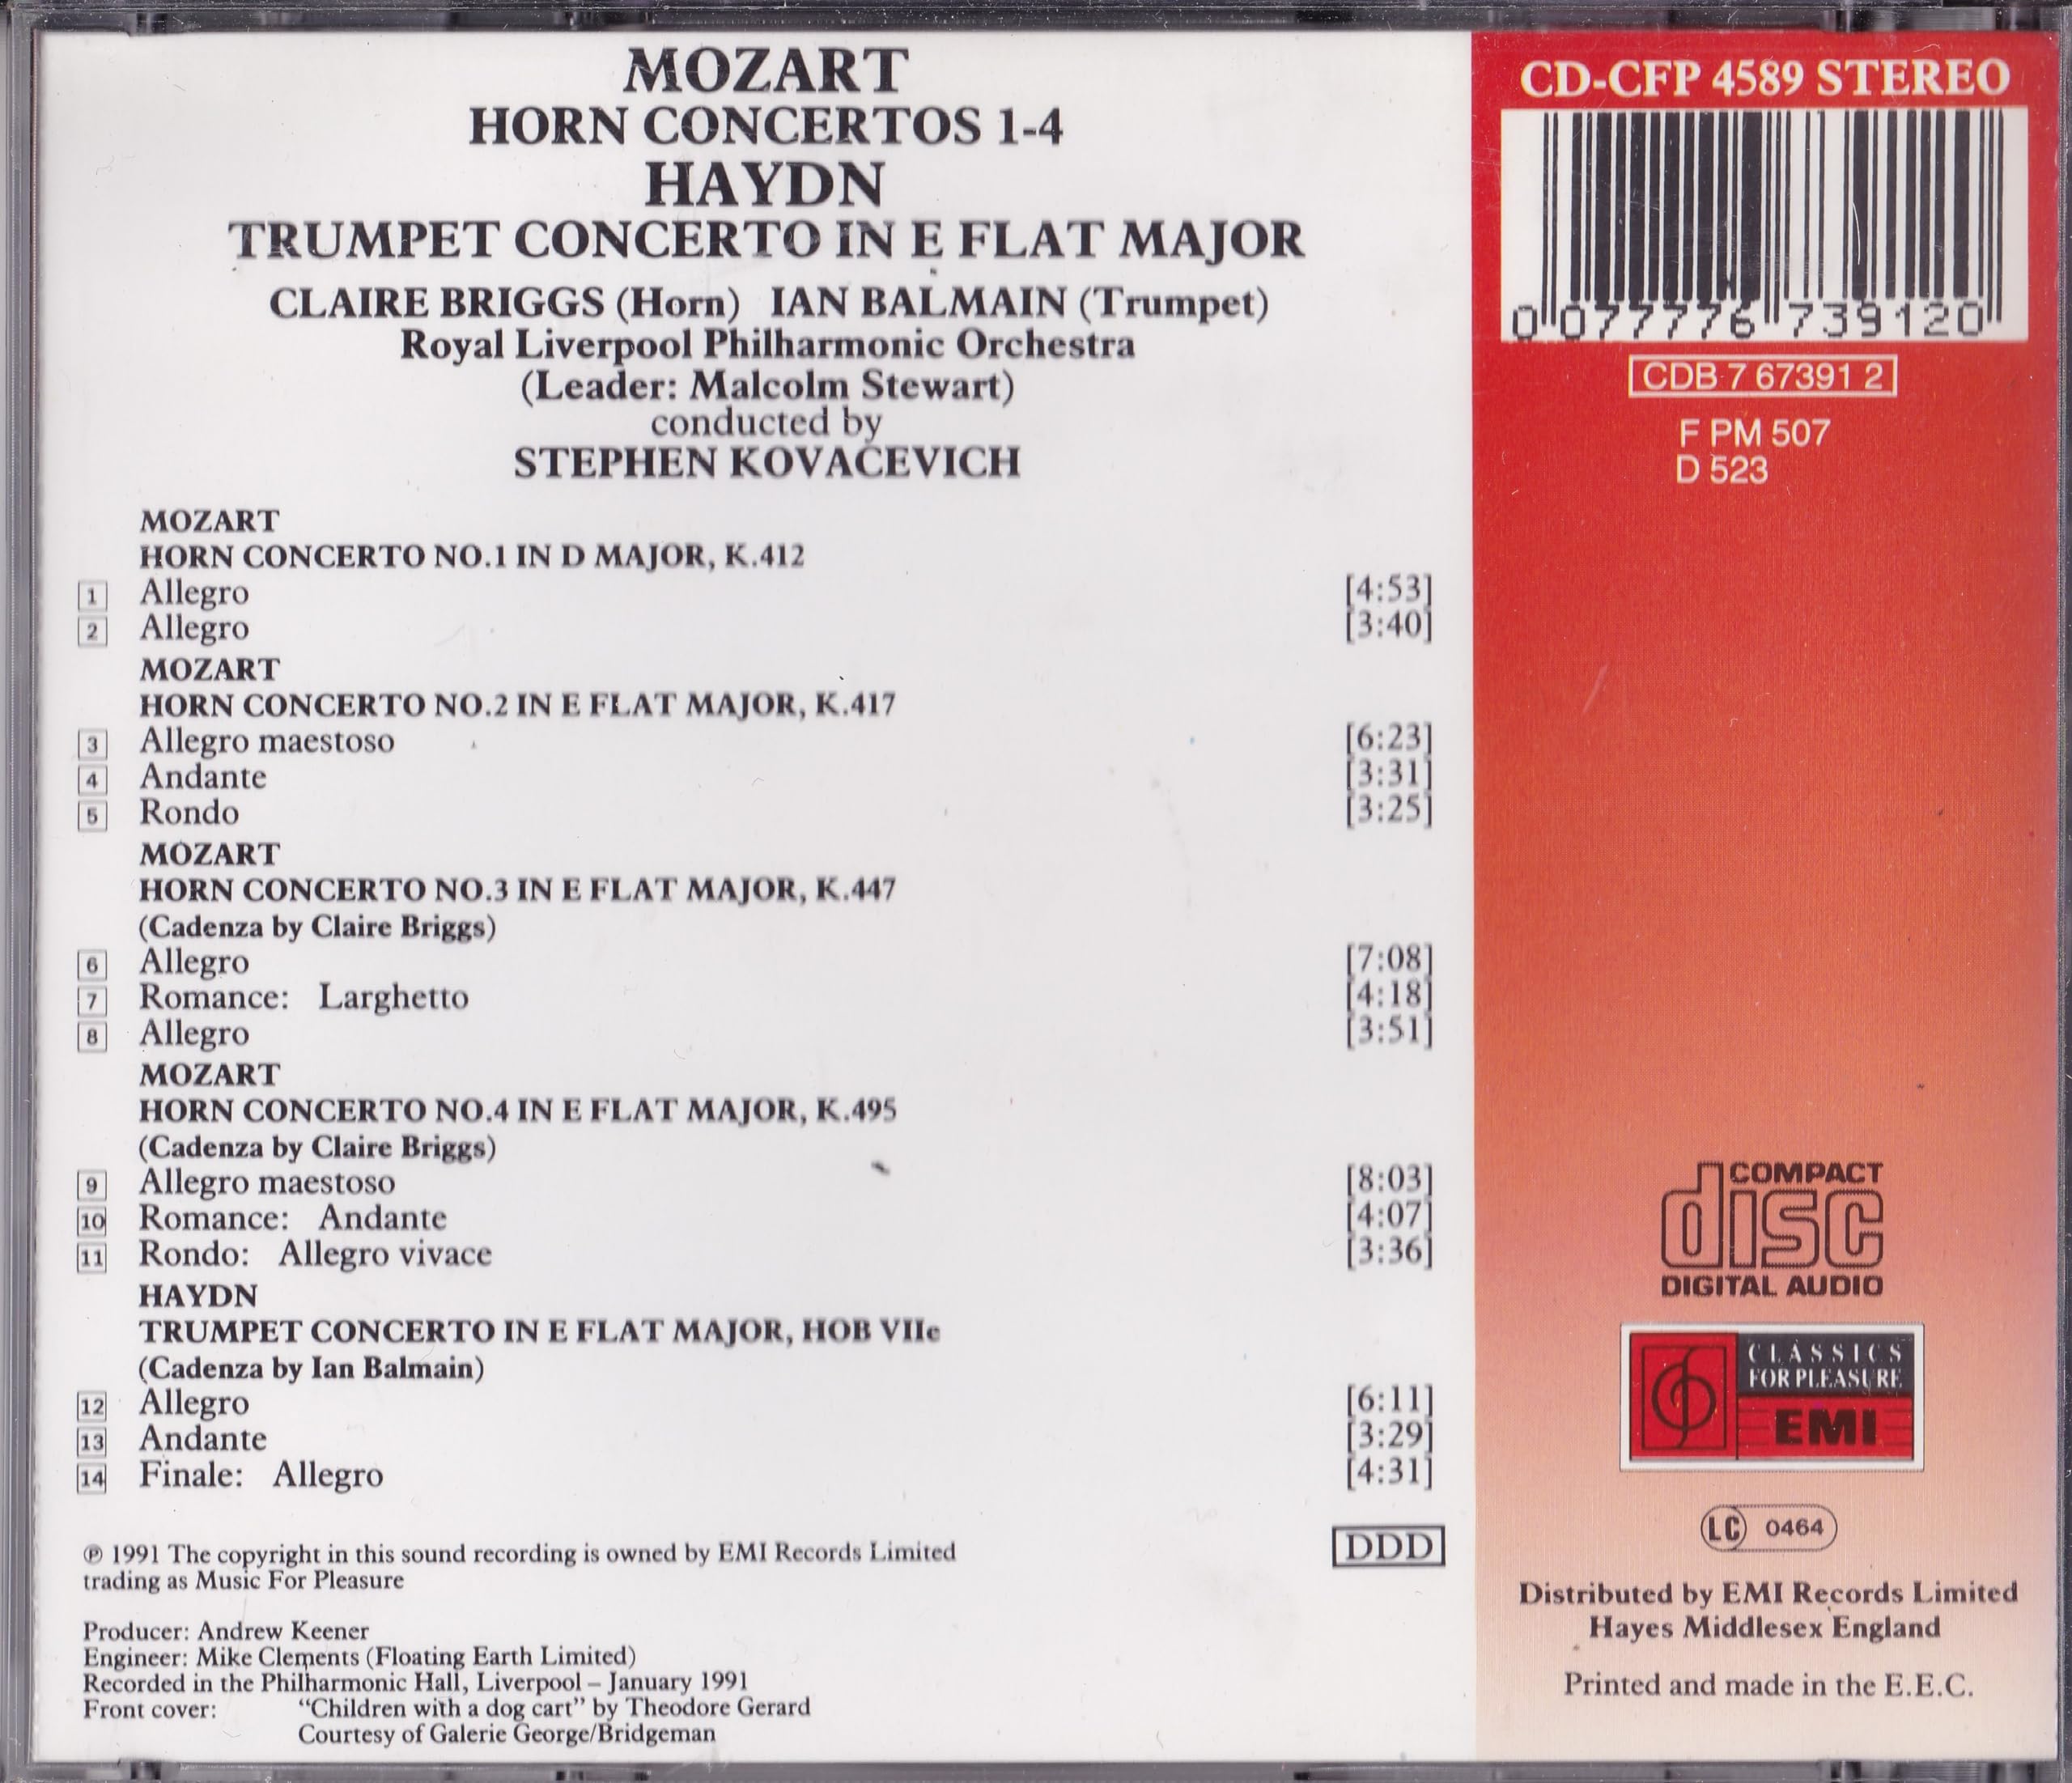 MOZART
HORN CONCERTOS 1-4
HAYDN
TRUMPET CONCERTO IN E FLAT MAJOR
CLAIRE BRIGGS (Horn) IAN BALMAIN (Trumpet)
Royal Liverpool Philharmonic Orchestra
(Leader: Malcolm Stewart)
conducted by
STEPHEN KOVACEVICH
MOZART
HORN CONCERTO NO.1 IN D MAJOR, K.412
1 Allegro [4:53]
2 Allegro [3:40]
MOZART
HORN CONCERTO NO.2 IN E FLAT MAJOR, K.417
3 Allegro maestoso [6:23]
4 Andante [3:31]
5 Rondo [3:25]
MOZART
HORN CONCERTO NO.3 IN E FLAT MAJOR, K.447
(Cadenza by Claire Briggs)
6 Allegro [7:08]
7 Romance: Larghetto [4:18]
8 Allegro [3:51]
MOZART
HORN CONCERTO NO.4 IN E FLAT MAJOR, K.495
(Cadenza by Claire Briggs)
9 Allegro maestoso [8:03]
10 Romance: Andante [4:07]
11 Rondo: Allegro vivace [3:36]
HAYDN
TRUMPET CONCERTO IN E FLAT MAJOR, HOB VIIe
(Cadenza by Ian Balmain)
12 Allegro [6:11]
13 Andante [3:29]
14 Finale: Allegro [4:31]
DDD
℗ 1991 The copyright in this sound recording is owned by EMI Records Limited
trading as Music For Pleasure
Producer: Andrew Keener
Engineer: Mike Clements (Floating Earth Limited)
Recorded in the Philharmonic Hall, Liverpool – January 1991
Front cover: "Children with a dog cart" by Theodore Gerard
Courtesy of Galerie George/Bridgeman
CD-CFP 4589 STEREO
0 077776 739120
CDB 7 67391 2
F PM 507
D 523
COMPACT
disc
DIGITAL AUDIO
CLASSICS
FOR PLEASURE
EMI
LC 0464
Distributed by EMI Records Limited
Hayes Middlesex England
Printed and made in the E.E.C.